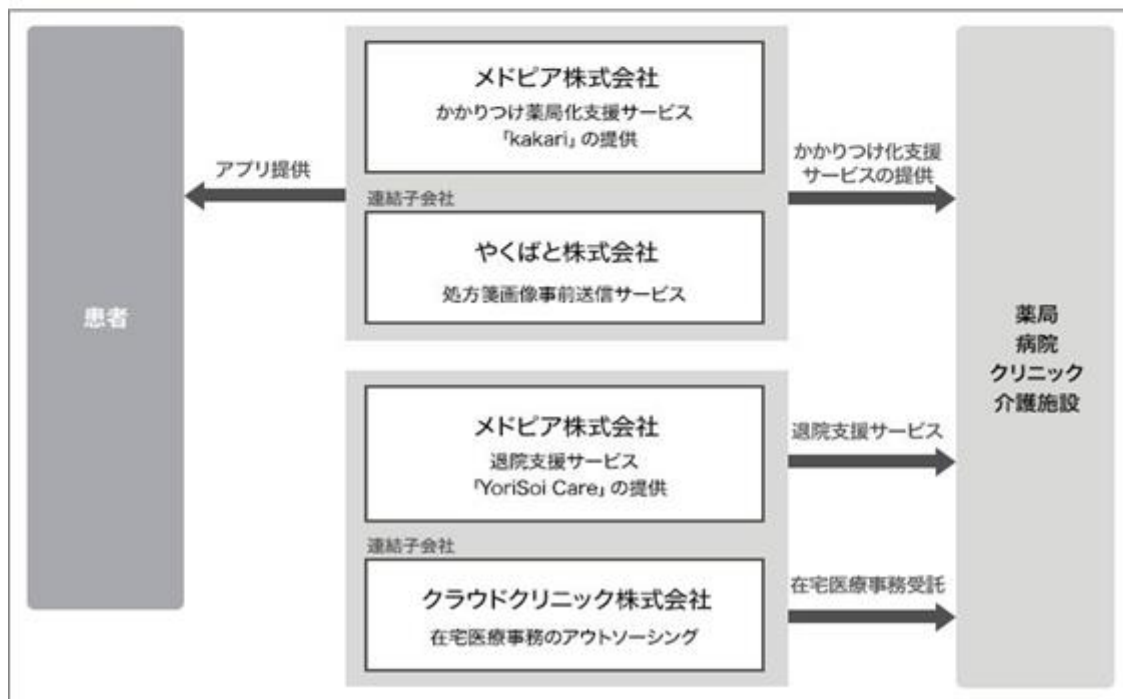 患者
アプリ提供
メドピア株式会社
かかりつけ薬局化支援サービス
「kakari」の提供
連結子会社
やくばと株式会社
処方箋画像事前送信サービス
かかりつけ化支援
サービスの提供
メドピア株式会社
退院支援サービス
「YoriSoi Care」の提供
連結子会社
クラウドクリニック株式会社
在宅医療事務のアウトソーシング
退院支援サービス
在宅医療事務受託
薬局
病院
クリニック
介護施設